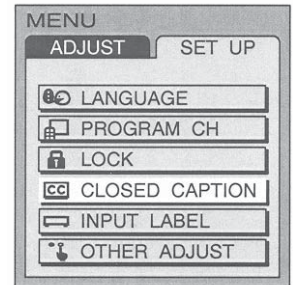 MENU
ADJUST SET UP
LANGUAGE
PROGRAM CH
LOCK
CC CLOSED CAPTION
INPUT LABEL
OTHER ADJUST